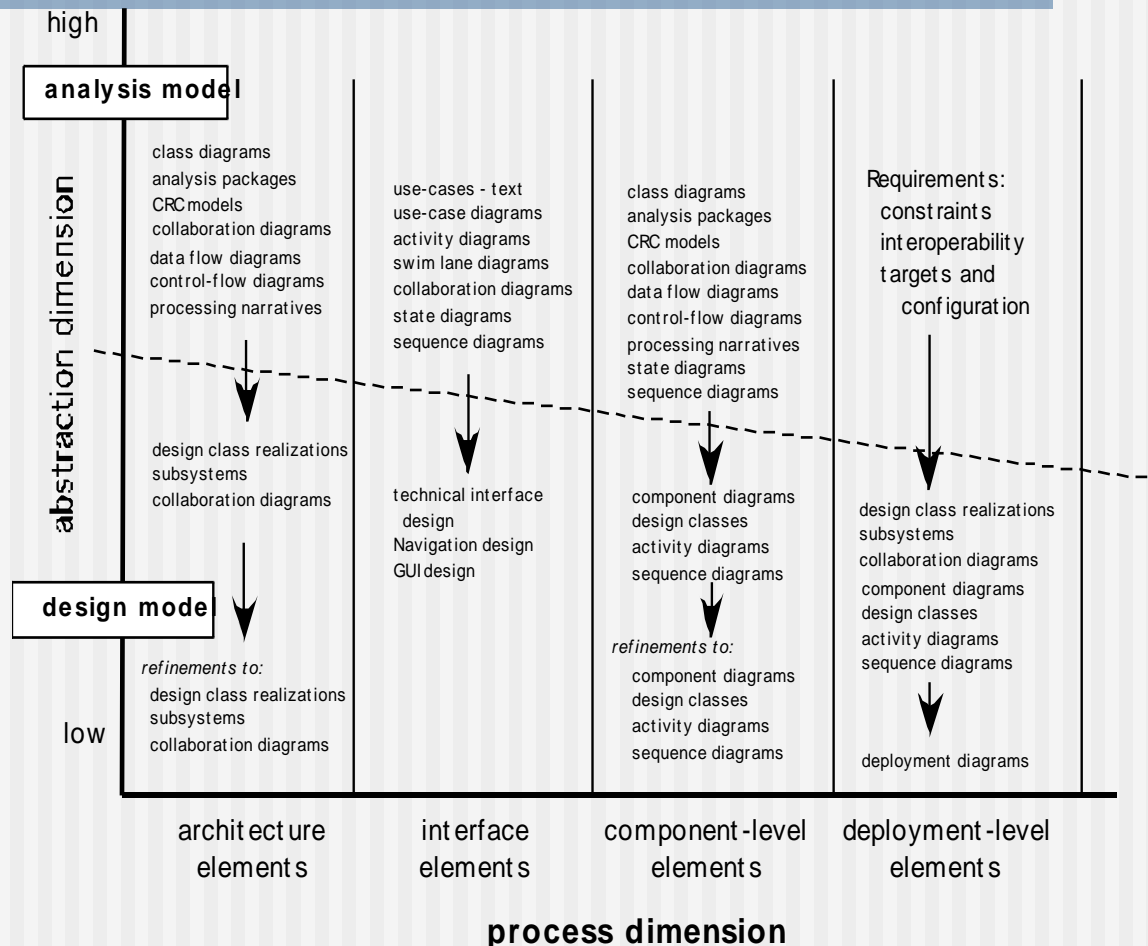 high
analysis model
abstraction dimension
design model
low
class diagrams
analysis packages
CRC models
collaboration diagrams
data flow diagrams
control-flow diagrams
processing narratives
design class realizations
subsystems
collaboration diagrams
refinements to:
design class realizations
subsystems
collaboration diagrams
use-cases - text
use-case diagrams
activity diagrams
swim lane diagrams
collaboration diagrams
state diagrams
sequence diagrams
technical interface
design
Navigation design
GUI design
class diagrams
analysis packages
CRC models
collaboration diagrams
data flow diagrams
control-flow diagrams
processing narratives
state diagrams
sequence diagrams
component diagrams
design classes
activity diagrams
sequence diagrams
refinements to:
component diagrams
design classes
activity diagrams
sequence diagrams
Requirements:
constraints
interoperability
targets and
configuration
design class realizations
subsystems
collaboration diagrams
component diagrams
design classes
activity diagrams
sequence diagrams
deployment diagrams
architecture
elements
interface
elements
component-level
elements
deployment-level
elements
process dimension